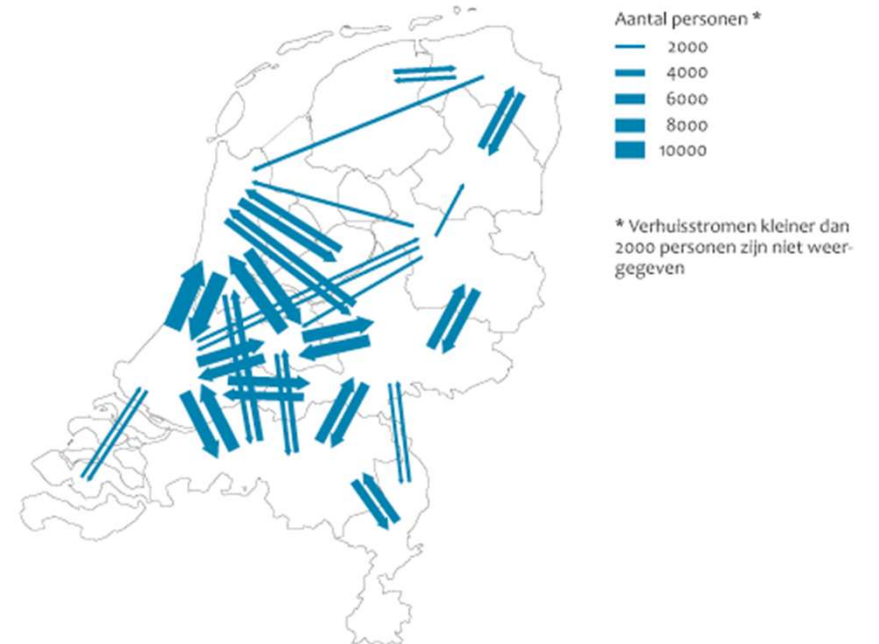 Aantal personen *
2000
4000
6000
8000
10000
* Verhuisstromen kleiner dan
2000 personen zijn niet weer-
gegeven